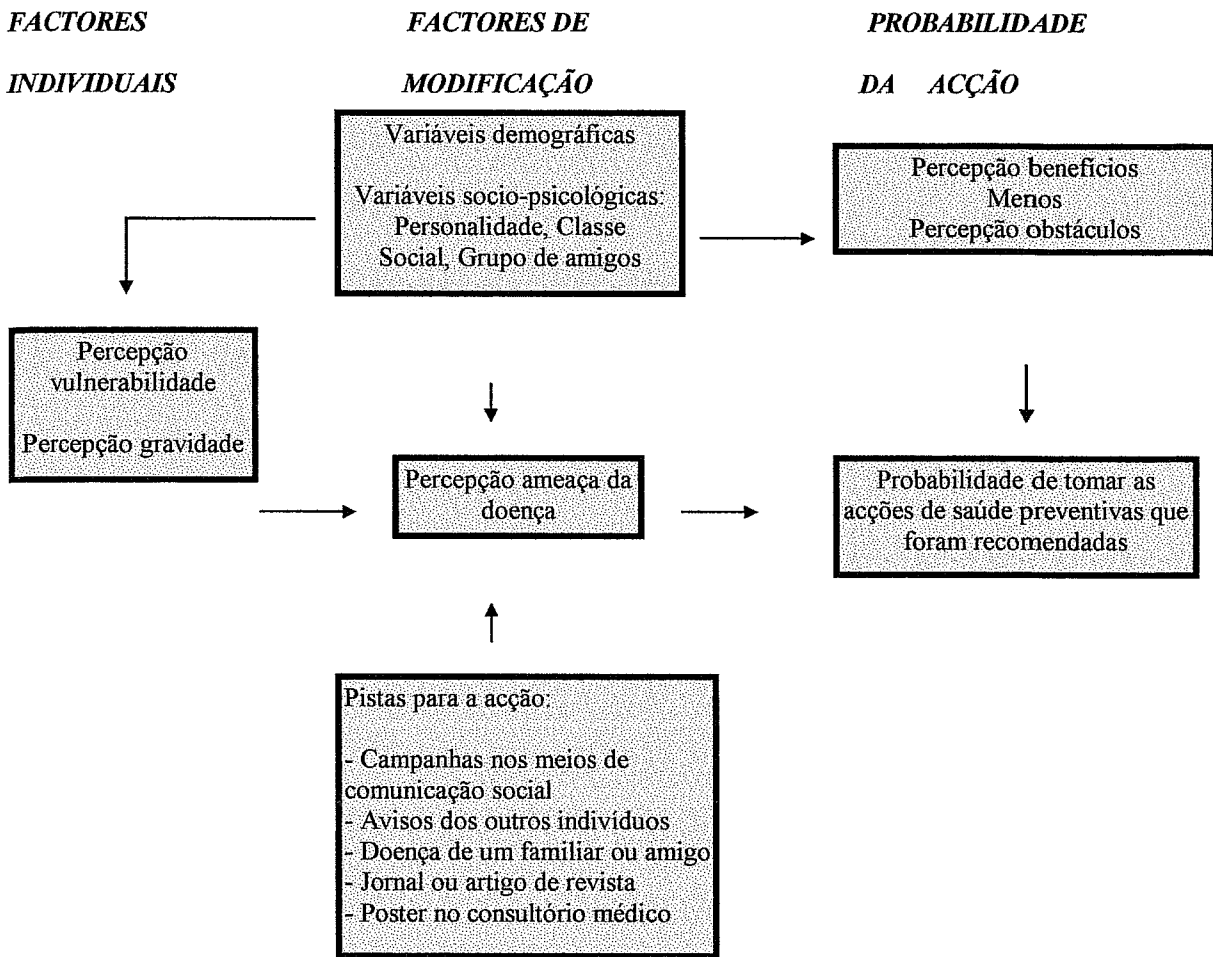 FACTORES
INDIVIDUAIS
FACTORES DE
MODIFICAÇÃO
PROBABILIDADE
DA ACÇÃO
Variáveis demográficas
Variáveis socio-psicológicas:
Personalidade, Classe
Social, Grupo de amigos
Percepção benefícios
Menos
Percepção obstáculos
Percepção
vulnerabilidade
Percepção gravidade
Percepção ameaça da
doença
Probabilidade de tomar as
acções de saúde preventivas que
foram recomendadas
Pistas para a acção:
- Campanhas nos meios de
comunicação social
- Avisos dos outros indivíduos
- Doença de um familiar ou amigo
- Jornal ou artigo de revista
- Poster no consultório médico